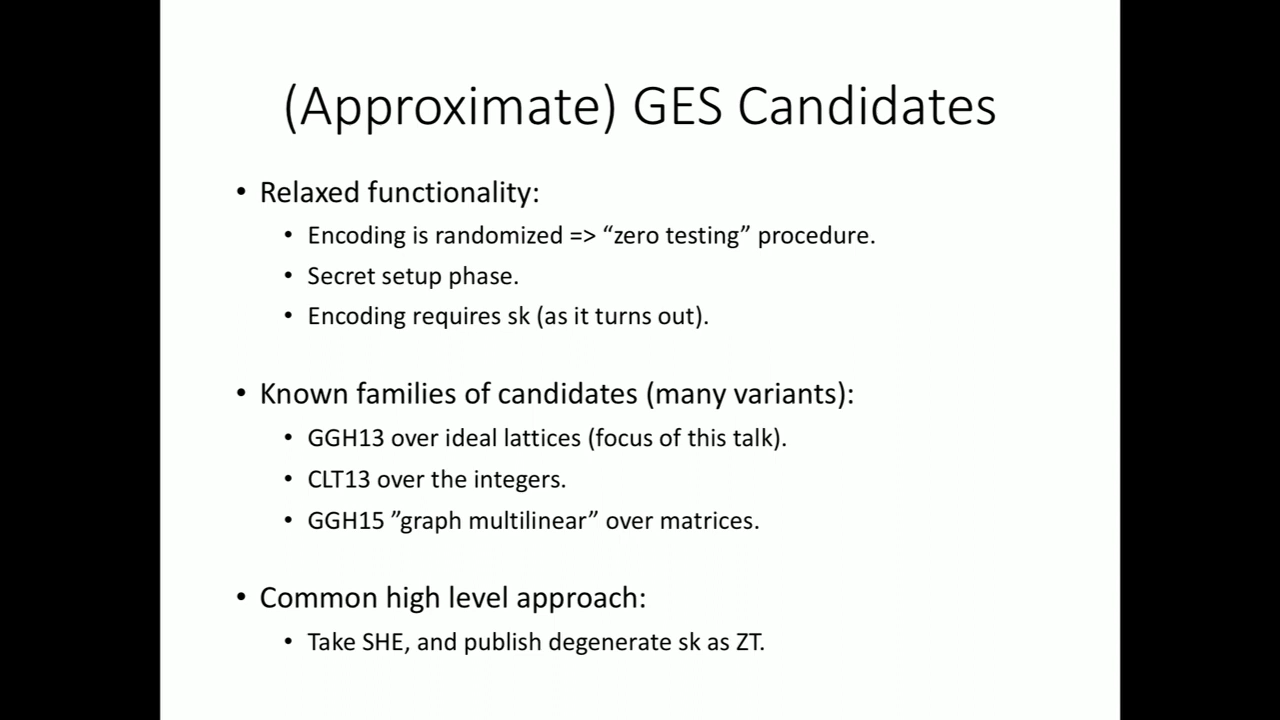 (Approximate) GES Candidates
• Relaxed functionality:
• Encoding is randomized => “zero testing” procedure.
• Secret setup phase.
• Encoding requires sk (as it turns out).
• Known families of candidates (many variants):
• GGH13 over ideal lattices (focus of this talk).
• CLT13 over the integers.
• GGH15 ”graph multilinear” over matrices.
• Common high level approach:
• Take SHE, and publish degenerate sk as ZT.